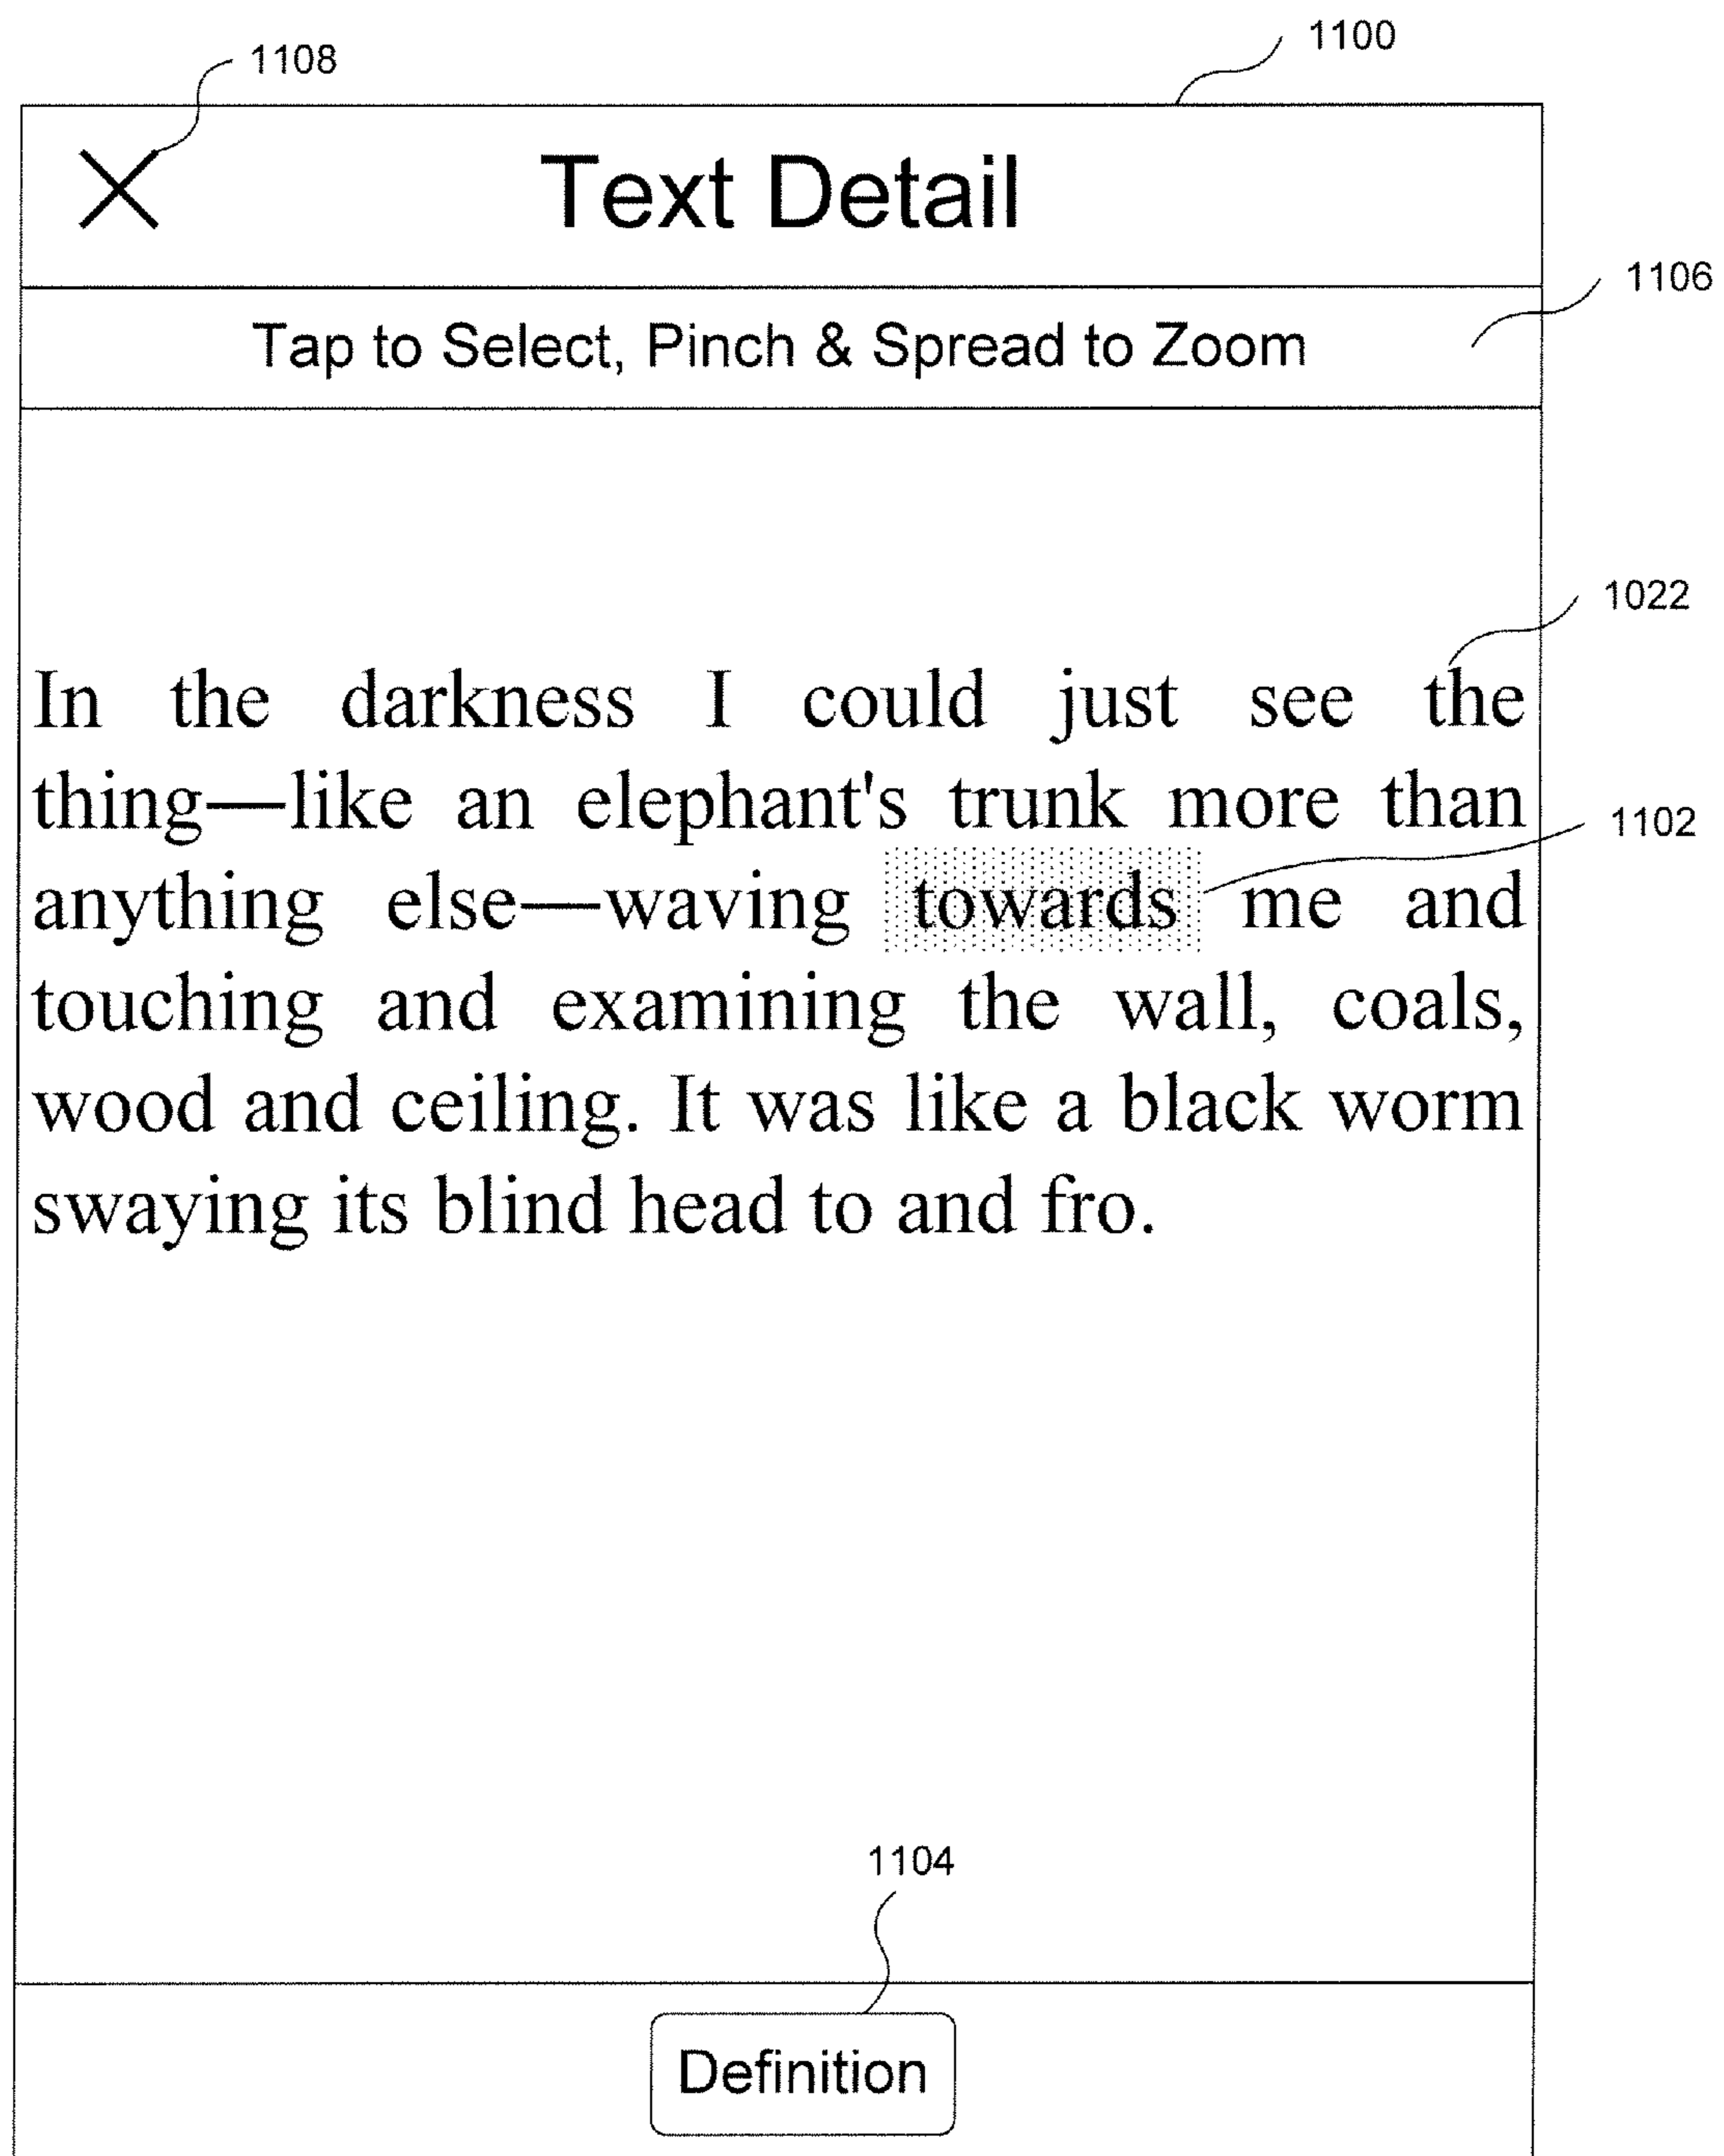 1100
1108
Text Detail
1106
Tap to Select, Pinch & Spread to Zoom
1022
In the darkness I could just see the
thing—like an elephant's trunk more than
1102
anything else—waving towards me and
touching and examining the wall, coals,
wood and ceiling. It was like a black worm
swaying its blind head to and fro.
1104
Definition